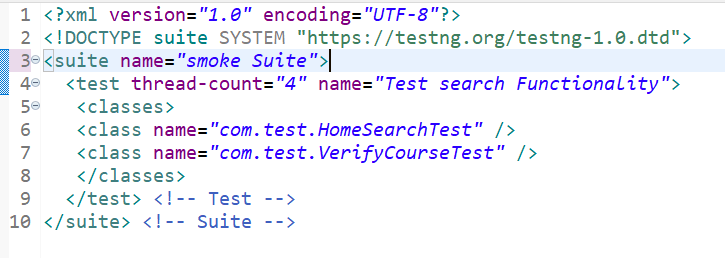 1 <?xml version="1.0" encoding="UTF-8"?>
2 <!DOCTYPE suite SYSTEM "https://testng.org/testng-1.0.dtd">
3 <suite name="smoke Suite">
4 <test thread-count="4" name="Test search Functionality">
5 <classes>
6 <class name="com.test.HomeSearchTest" />
7 <class name="com.test.VerifyCourseTest" />
8 </classes>
9 </test> <!-- Test -->
10 </suite> <!-- Suite -->